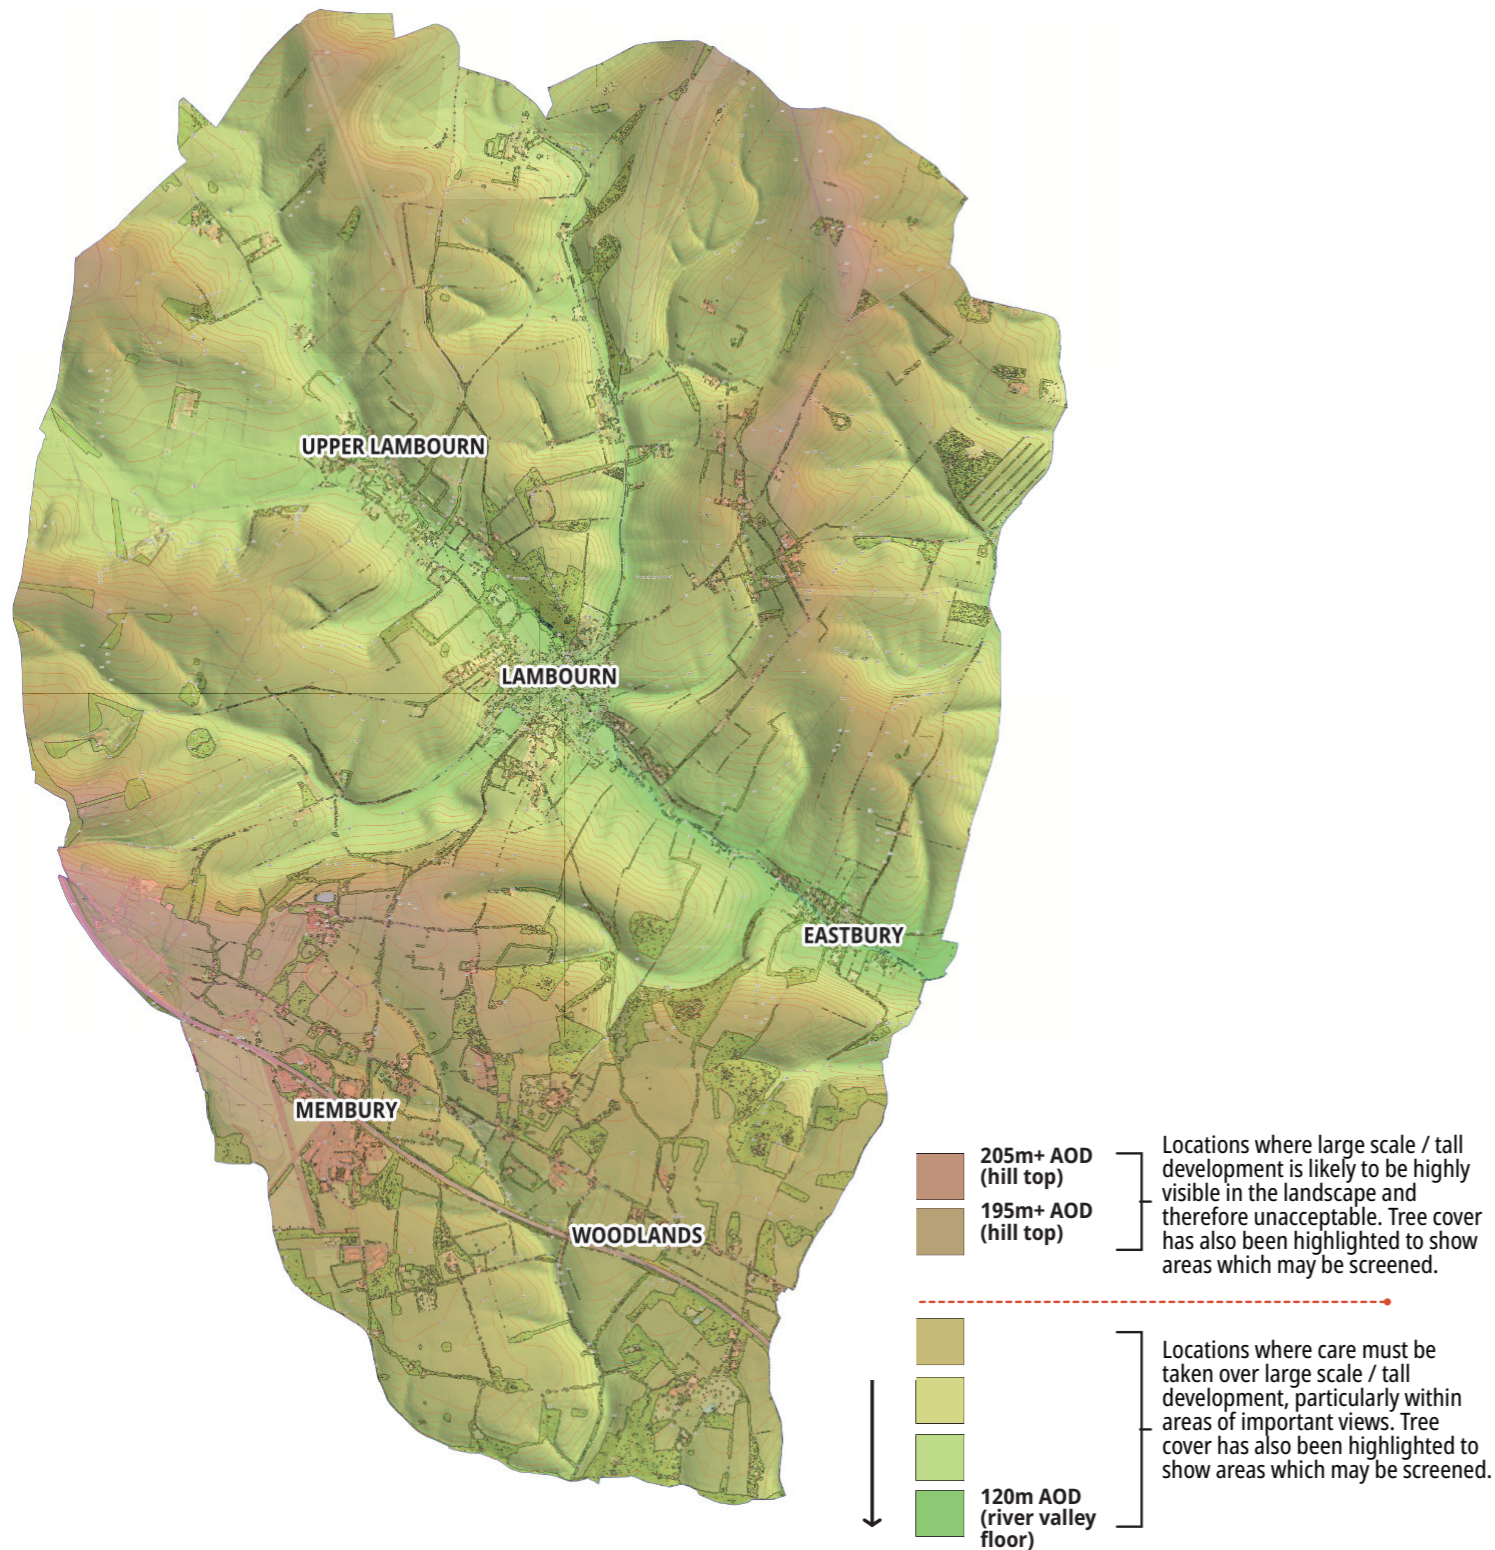 UPPER LAMBOURN
LAMBOURN
EASTBURY
MEMBURY
WOODLANDS
205m+ AOD
(hill top)
195m+ AOD
(hill top)
Locations where large scale / tall
development is likely to be highly
visible in the landscape and
therefore unacceptable. Tree cover
has also been highlighted to show
areas which may be screened.
Locations where care must be
taken over large scale / tall
development, particularly within
areas of important views. Tree
cover has also been highlighted to
show areas which may be screened.
120m AOD
(river valley
floor)